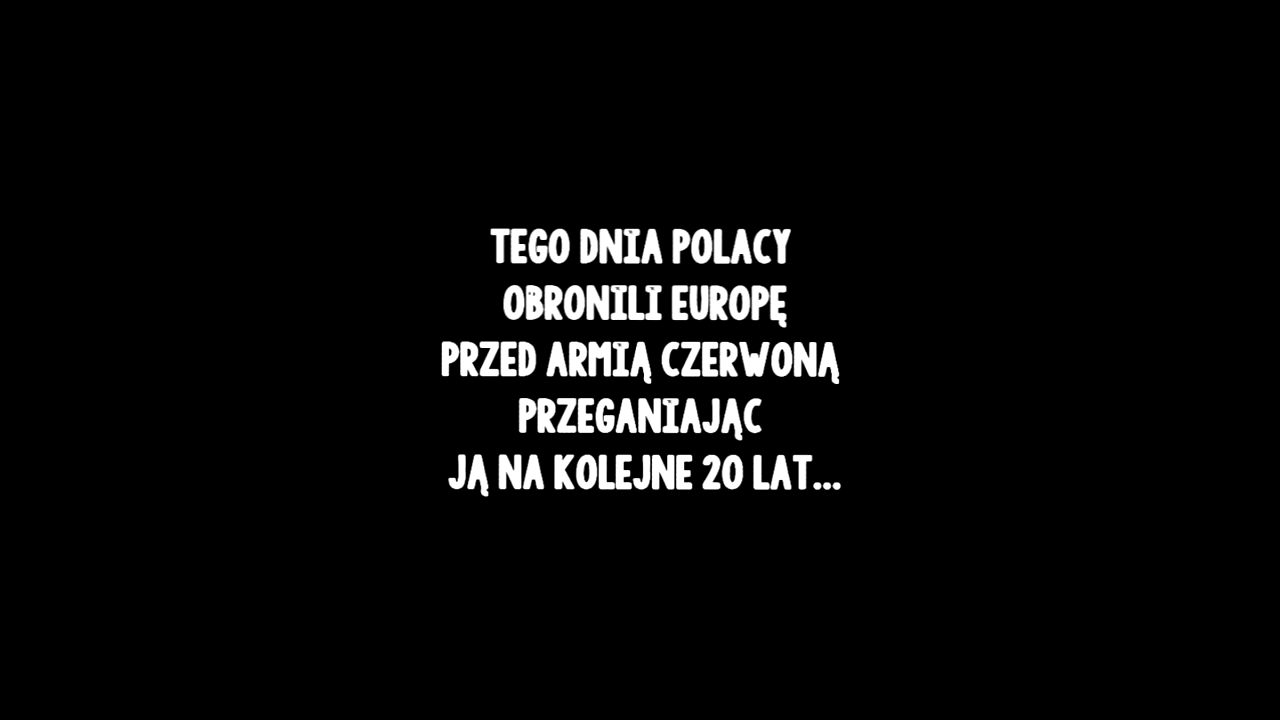 TEGO DNIA POLACY
OBRONILI EUROPĘ
PRZED ARMIĄ CZERWONĄ
PRZEGANIAJĄC
JĄ NA KOLEJNE 20 LAT...